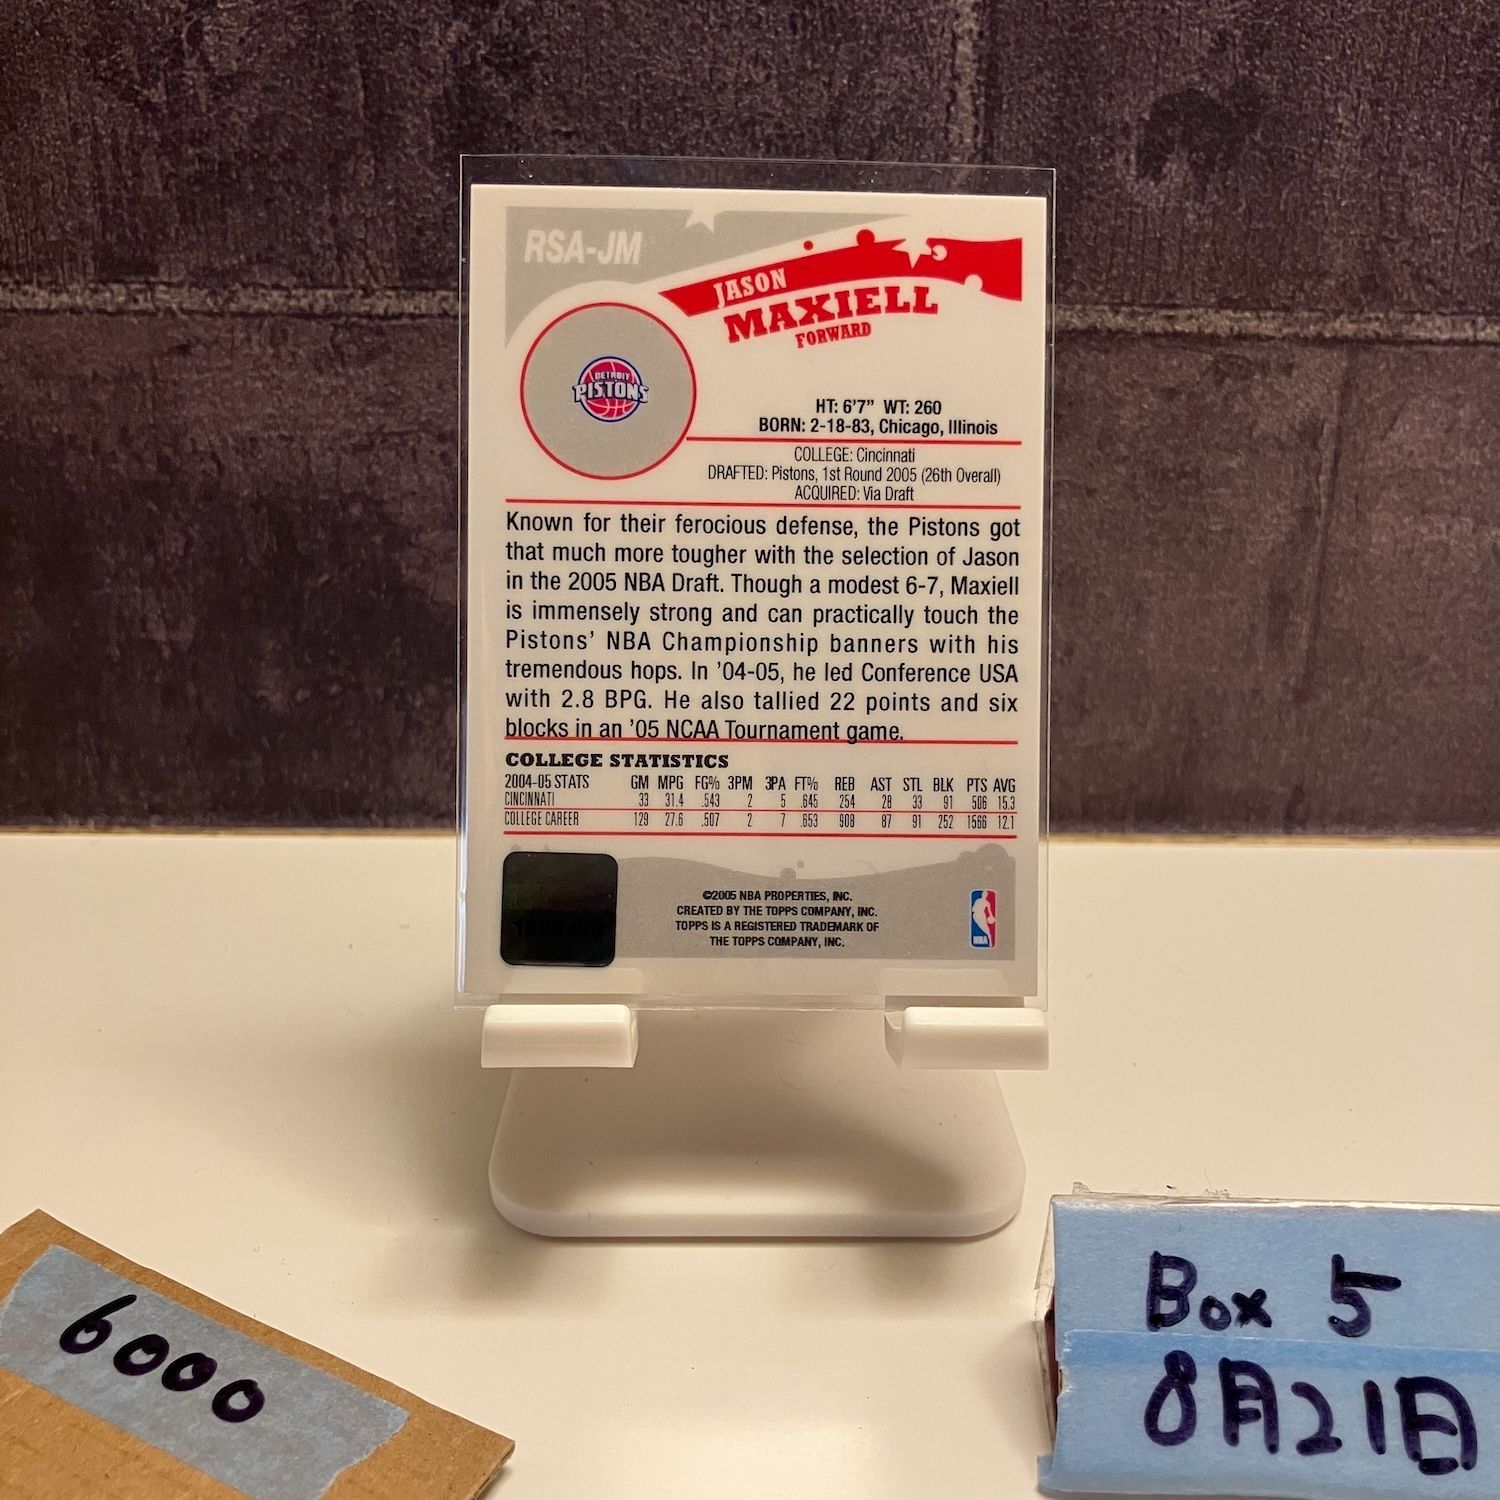 RSA-JM
JASON
MAXIELL
FORWARD
DETROIT
PISTONS
HT: 6'7" WT: 260
BORN: 2-18-83, Chicago, Illinois
COLLEGE: Cincinnati
DRAFTED: Pistons, 1st Round 2005 (26th Overall)
ACQUIRED: Via Draft
Known for their ferocious defense, the Pistons got
that much more tougher with the selection of Jason
in the 2005 NBA Draft. Though a modest 6-7, Maxiell
is immensely strong and can practically touch the
Pistons' NBA Championship banners with his
tremendous hops. In '04-05, he led Conference USA
with 2.8 BPG. He also tallied 22 points and six
blocks in an '05 NCAA Tournament game.
COLLEGE STATISTICS
2004-05 STATS GM MPG FG% 3PM 3PA FT% REB AST STL BLK PTS AVG
CINCINNATI 33 31.4 .543 2 5 .645 254 28 33 91 506 15.3
COLLEGE CAREER 129 27.6 .507 2 7 .653 908 87 91 252 1566 12.1
©2005 NBA PROPERTIES, INC.
CREATED BY THE TOPPS COMPANY, INC.
TOPPS IS A REGISTERED TRADEMARK OF
THE TOPPS COMPANY, INC.
NBA
6000
Box 5
8月21日